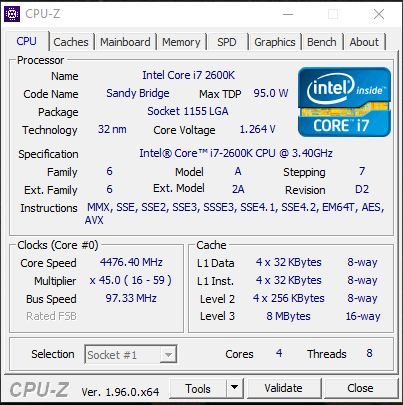 CPU-Z
CPU Caches Mainboard Memory SPD Graphics Bench About
Processor
Name Intel Core i7 2600K
Code Name Sandy Bridge Max TDP 95.0 W
Package Socket 1155 LGA
Technology 32 nm Core Voltage 1.264 V
intel inside™
CORE™ i7
Specification Intel® Core™ i7-2600K CPU @ 3.40GHz
Family 6 Model A Stepping 7
Ext. Family 6 Ext. Model 2A Revision D2
Instructions MMX, SSE, SSE2, SSE3, SSSE3, SSE4.1, SSE4.2, EM64T, AES,
AVX
Clocks (Core #0)
Core Speed 4476.40 MHz
Multiplier x 45.0 ( 16 - 59 )
Bus Speed 97.33 MHz
Rated FSB
Cache
L1 Data 4 x 32 KBytes 8-way
L1 Inst. 4 x 32 KBytes 8-way
Level 2 4 x 256 KBytes 8-way
Level 3 8 MBytes 16-way
Selection Socket #1 Cores 4 Threads 8
CPU-Z Ver. 1.96.0.x64 Tools Validate Close